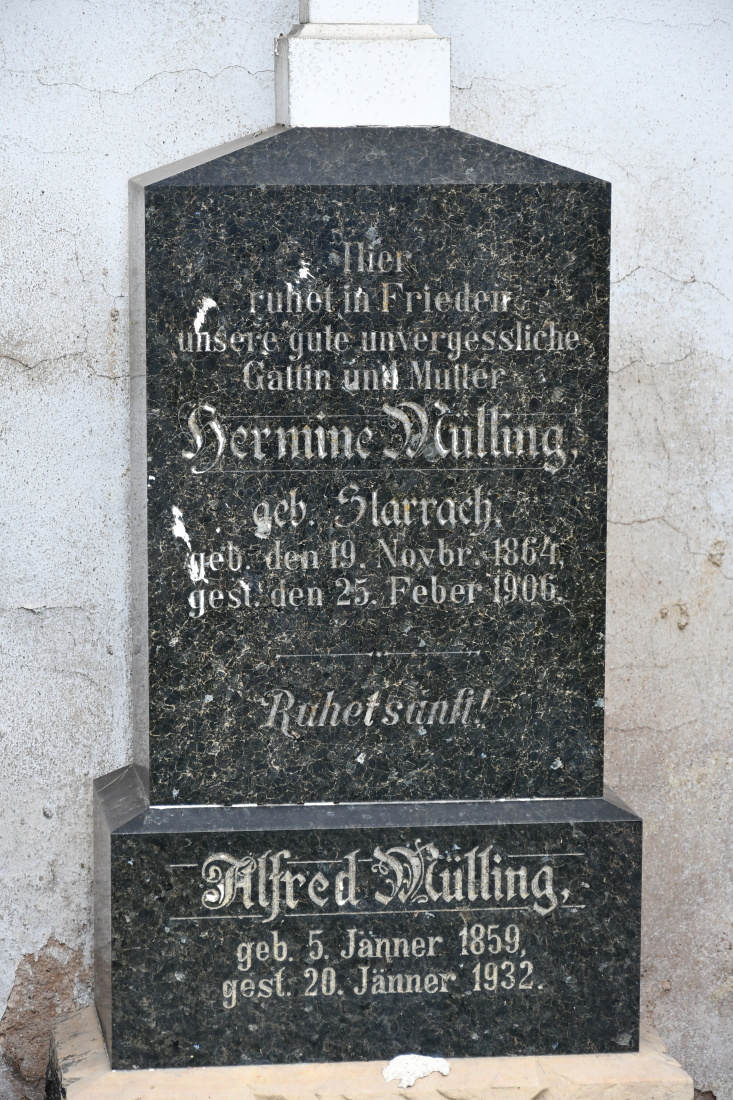 Hier
ruhet in Frieden
unsere gute unvergessliche
Gattin und Mutter
Hermine Mülling,
geb. Starrach,
geb. den 19. Novbr. 1864,
gest. den 25. Feber 1906.
Ruhet sanft!
Alfred Mülling,
geb. 5. Jänner 1859,
gest. 20. Jänner 1932.